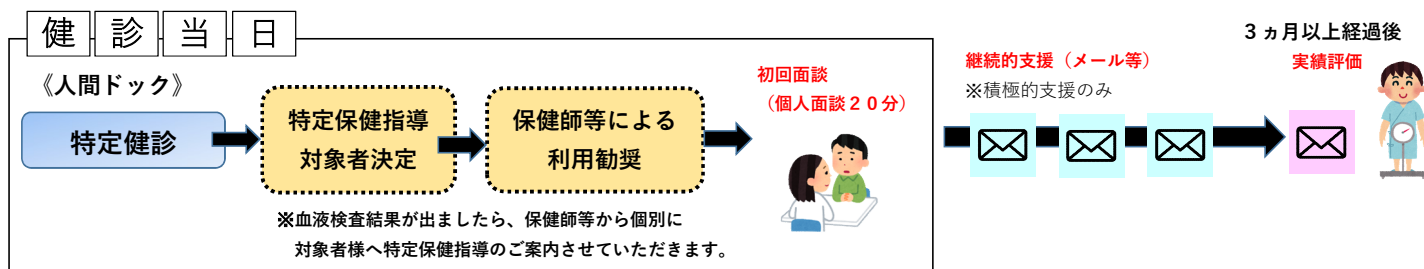 健診当日
《人間ドック》
特定健診
特定保健指導
対象者決定
保健師等による
利用勧奨
※血液検査結果が出ましたら、保健師等から個別に
対象者様へ特定保健指導のご案内させていただきます。
初回面談
（個人面談２０分）
継続的支援（メール等）
※積極的支援のみ
３ヵ月以上経過後
実績評価